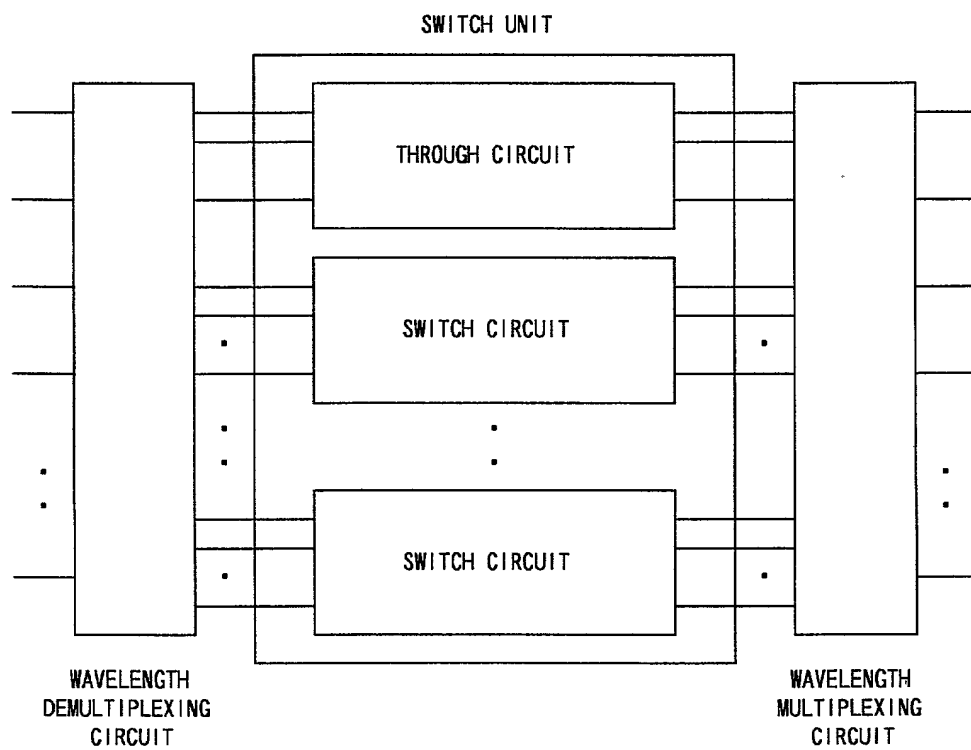 SWITCH UNIT
THROUGH CIRCUIT
SWITCH CIRCUIT
SWITCH CIRCUIT
WAVELENGTH
DEMULTIPLEXING
CIRCUIT
WAVELENGTH
MULTIPLEXING
CIRCUIT